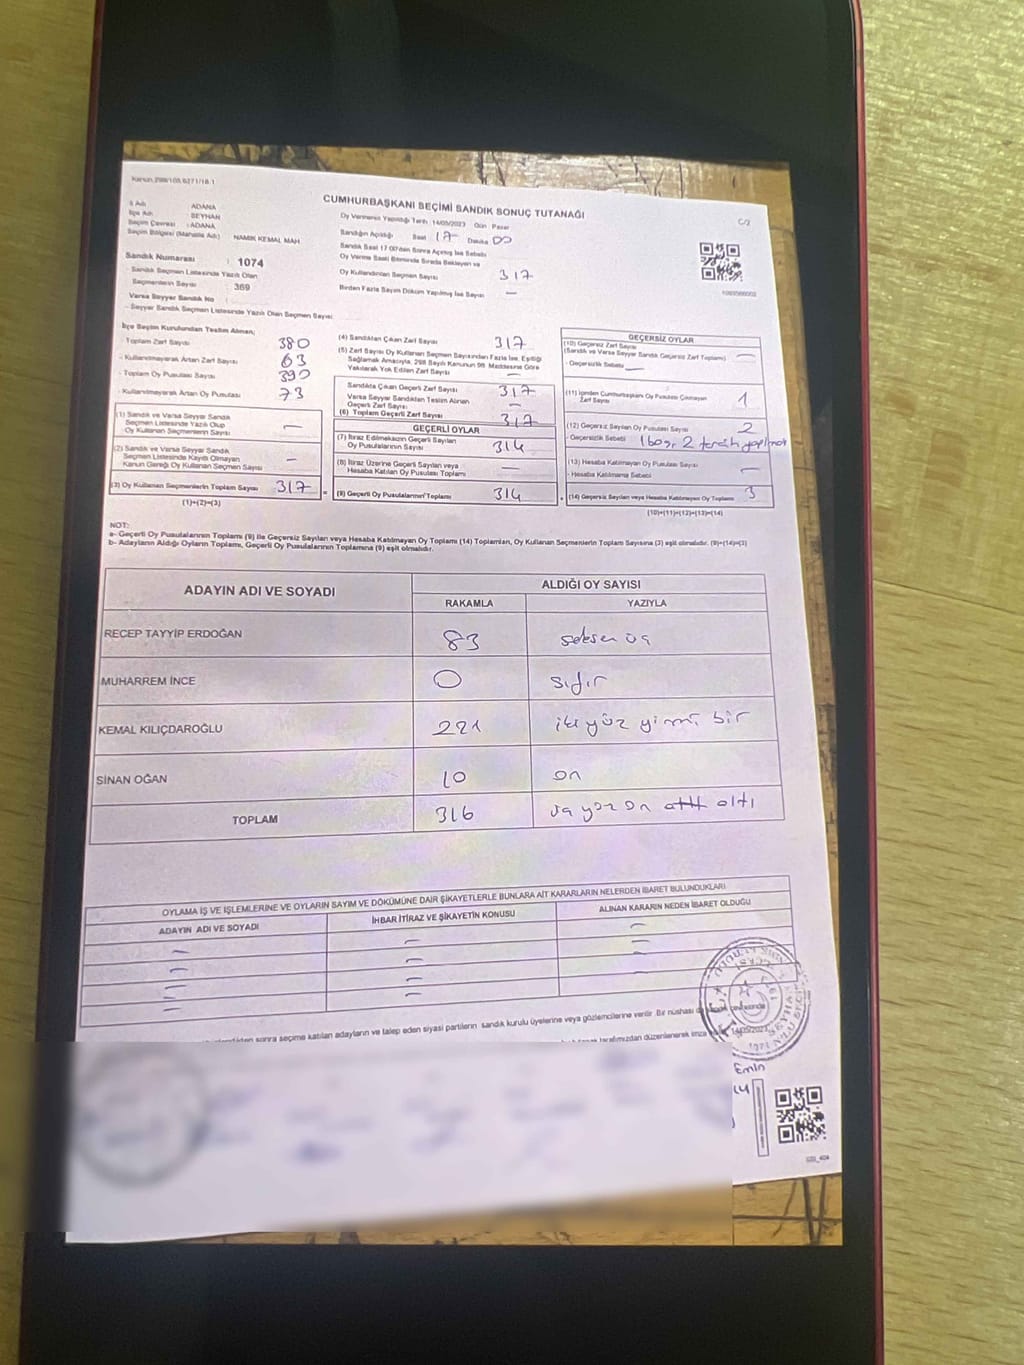 Kanun 298/105,6271/18.1
CUMHURBAŞKANI SEÇİMİ SANDIK SONUÇ TUTANAĞI
C/2
İl Adı : ADANA
İlçe Adı : SEYHAN
Seçim Çevresi : ADANA
Seçim Bölgesi (Mahalle Adı) NAMIK KEMAL MAH.
Sandık Numarası : 1074
- Sandık Seçmen Listesinde Yazılı Olan
Seçmenlerin Sayısı : 369
Varsa Seyyar Sandık No :
- Seyyar Sandık Seçmen Listesinde Yazılı Olan Seçmen Sayısı:
Oy Vermenin Yapıldığı Tarih :14/05/2023 Gün : Pazar
Sandığın Açıldığı Saat 17 Dakika 00
Sandık Saat 17:00'den Sonra Açılmış İse Sebebi
Oy Verme Saati Bitiminde Sırada Bekleyen ve
Oy Kullandırılan Seçmen Sayısı 317
Birden Fazla Sayım Döküm Yapılmış İse Sayısı —
İlçe Seçim Kurulundan Teslim Alınan;
Toplam Zarf Sayısı 380
- Kullanılmayarak Artan Zarf Sayısı 63
- Toplam Oy Pusulası Sayısı 390
- Kullanılmayarak Artan Oy Pusulası 73
(1) Sandık ve Varsa Seyyar Sandık
Seçmen Listesinde Yazılı Olup
Oy Kullanan Seçmenlerin Sayısı —
(2) Sandık ve Varsa Seyyar Sandık
Seçmen Listesinde Kayıtlı Olmayan
Kanun Gereği Oy Kullanan Seçmen Sayısı —
(3) Oy Kullanan Seçmenlerin Toplam Sayısı 317
(1)+(2)=(3)
(4) Sandıktan Çıkan Zarf Sayısı 317
(5) Zarf Sayısı Oy Kullanan Seçmen Sayısından Fazla İse, Eşitliği
Sağlamak Amacıyla, 298 Sayılı Kanunun 98. Maddesine Göre
Yakılarak Yok Edilen Zarf Sayısı —
Sandıkta Çıkan Geçerli Zarf Sayısı 317
Varsa Seyyar Sandıktan Teslim Alınan
Geçerli Zarf Sayısı —
(6) Toplam Geçerli Zarf Sayısı 317
GEÇERLİ OYLAR
(7) İtiraz Edilmeksizin Geçerli Sayılan
Oy Pusulalarının Sayısı 314
(8) İtiraz Üzerine Geçerli Sayılan veya
Hesaba Katılan Oy Pusulası Toplamı —
(9) Geçerli Oy Pusulalarının Toplamı 314
GEÇERSİZ OYLAR
(10) Geçersiz Zarf Sayısı
(Sandık ve Varsa Seyyar Sandık Geçersiz Zarf Toplamı) —
- Geçersizlik Sebebi —
(11) İçinden Cumhurbaşkanı Oy Pusulası Çıkmayan
Zarf Sayısı 1
(12) Geçersiz Sayılan Oy Pusulası Sayısı 2
- Geçersizlik Sebebi 1 boş, 2 tercih yapılmış
(13) Hesaba Katılmayan Oy Pusulası Sayısı —
- Hesaba Katılmama Sebebi
(14) Geçersiz Sayılan veya Hesaba Katılmayan Oy Toplamı 3
(10)+(11)+(12)+(13)=(14)
NOT:
a- Geçerli Oy Pusulalarının Toplamı (9) ile Geçersiz Sayılan veya Hesaba Katılmayan Oy Toplamı (14) Toplamları, Oy Kullanan Seçmenlerin Toplam Sayısına (3) eşit olmalıdır. (9)+(14)=(3)
b- Adayların Aldığı Oyların Toplamı, Geçerli Oy Pusulalarının Toplamına (9) eşit olmalıdır.
ADAYIN ADI VE SOYADI
ALDIĞI OY SAYISI
RAKAMLA YAZIYLA
RECEP TAYYİP ERDOĞAN 83 seksen üç
MUHARREM İNCE 0 sıfır
KEMAL KILIÇDAROĞLU 221 iki yüz yirmi bir
SİNAN OĞAN 10 on
TOPLAM 316 üç yüz on altı altı
OYLAMA İŞ VE İŞLEMLERİNE VE OYLARIN SAYIM VE DÖKÜMÜNE DAİR ŞİKAYETLERLE BUNLARA AİT KARARLARIN NELERDEN İBARET BULUNDUKLARI
ADAYIN ADI VE SOYADI İHBAR İTİRAZ VE ŞİKAYETİN KONUSU ALINAN KARARIN NEDEN İBARET OLDUĞU
sonra seçime katılan adayların ve talep eden siyasi partilerin sandık kurulu üyelerine veya gözlemcilerine verilir. Bir nüshası da
tarafımızdan düzenlenerek imza 14/05/2023
Emin